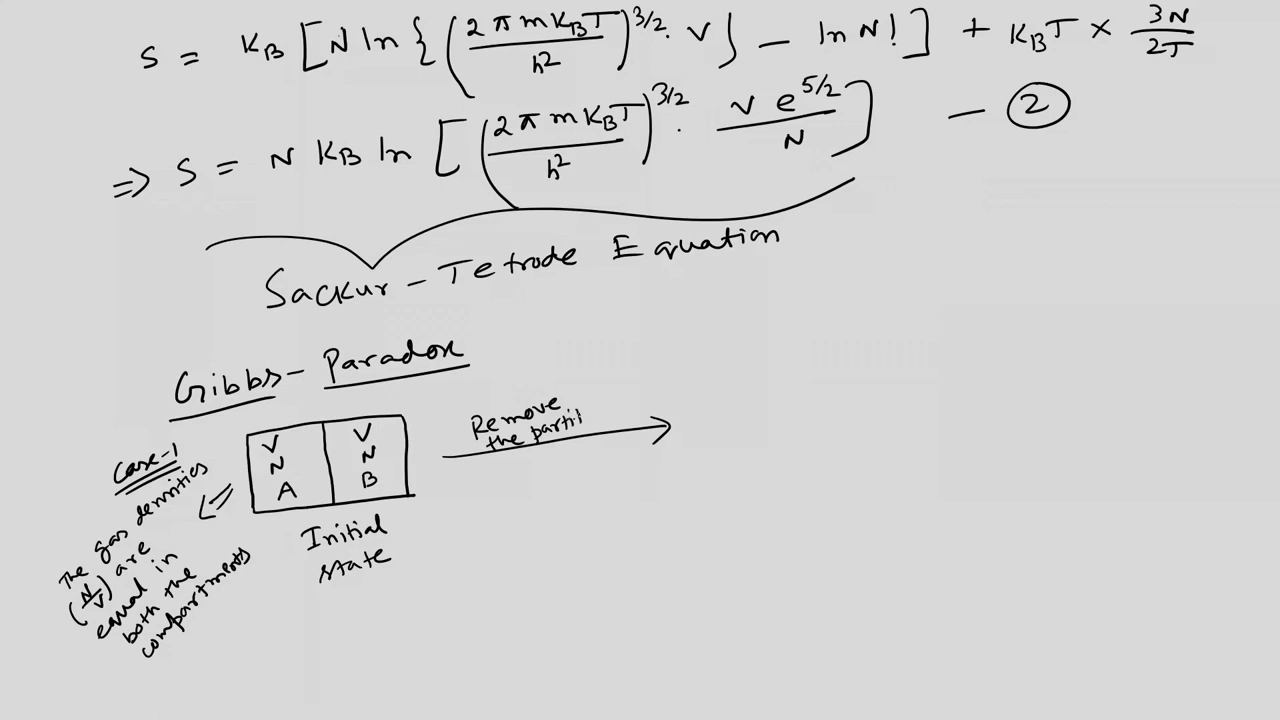 S = K_B [ N ln { (2πmK_BT / h²)^{3/2} · V } − ln N! ] + K_BT × 3N/2T
⇒ S = N K_B ln [ (2πmK_BT / h²)^{3/2} · V e^{5/2} / N ] — ②
Sackur - Tetrode Equation
Gibbs - Paradox
Case-1
The gas densities
(N/V) are
equal in
both the
compartments
⇐
V V
N N
A B
Initial
state
Remove
the parti